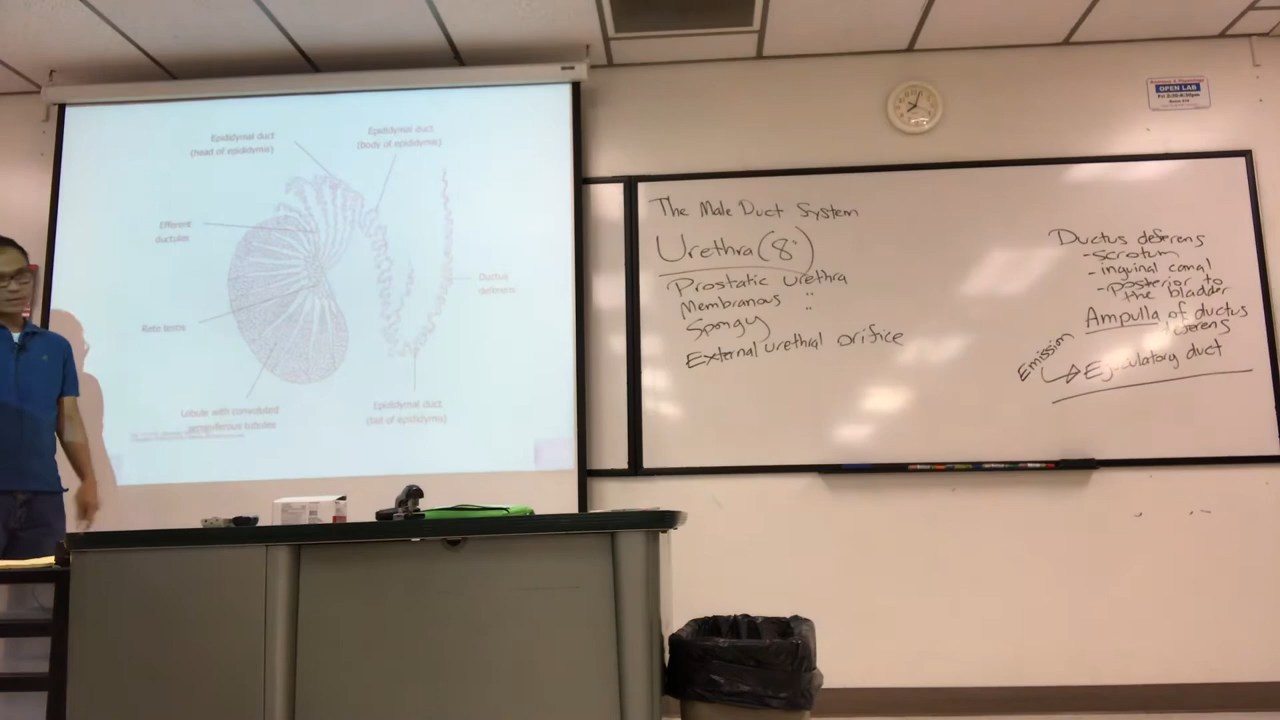 Epididymal duct
(head of epididymis)
Epididymal duct
(body of epididymis)
Efferent
ductules
Ductus
deferens
Rete testis
Lobule with convoluted
seminiferous tubules
Epididymal duct
(tail of epididymis)
The Male Duct System
Urethra (8")
Prostatic urethra
Membranous "
Spongy
External urethral orifice
Ductus deferens
- scrotum
- inguinal canal
- posterior to
the bladder
Ampulla of ductus
deferens
Emission
Ejaculatory duct
OPEN LAB